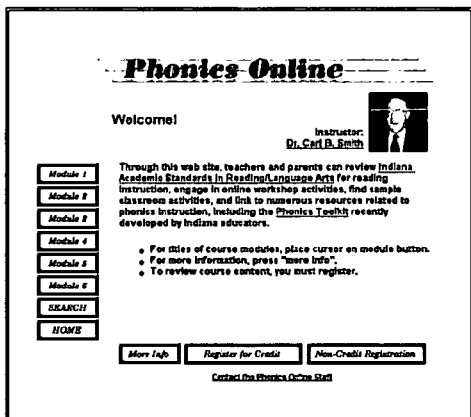 Phonics Online
Welcome!
Instructor:
Dr. Carl B. Smith
Module 1
Module 2
Module 3
Module 4
Module 5
Module 6
SEARCH
HOME
Through this web site, teachers and parents can review Indiana
Academic Standards in Reading/Language Arts for reading
instruction, engage in online workshop activities, find sample
classroom activities, and link to numerous resources related to
phonics instruction, including the Phonics Toolkit recently
developed by Indiana educators.
• For titles of course modules, place cursor on module button.
• For more information, press "more info".
• To review course content, you must register.
More Info
Register for Credit
Non-Credit Registration
Contact the Phonics Online Staff